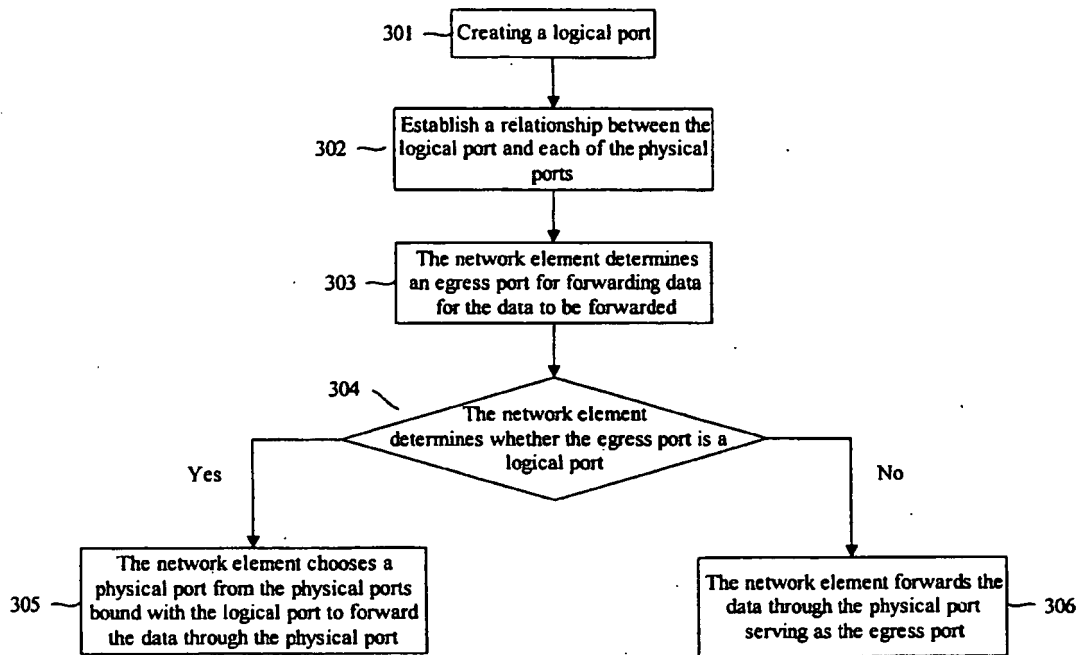 301
Creating a logical port
302
Establish a relationship between the
logical port and each of the physical
ports
303
The network element determines
an egress port for forwarding data
for the data to be forwarded
304
The network element
determines whether the egress port is a
logical port
Yes
No
305
The network element chooses a
physical port from the physical ports
bound with the logical port to forward
the data through the physical port
The network element forwards the
data through the physical port
serving as the egress port
306